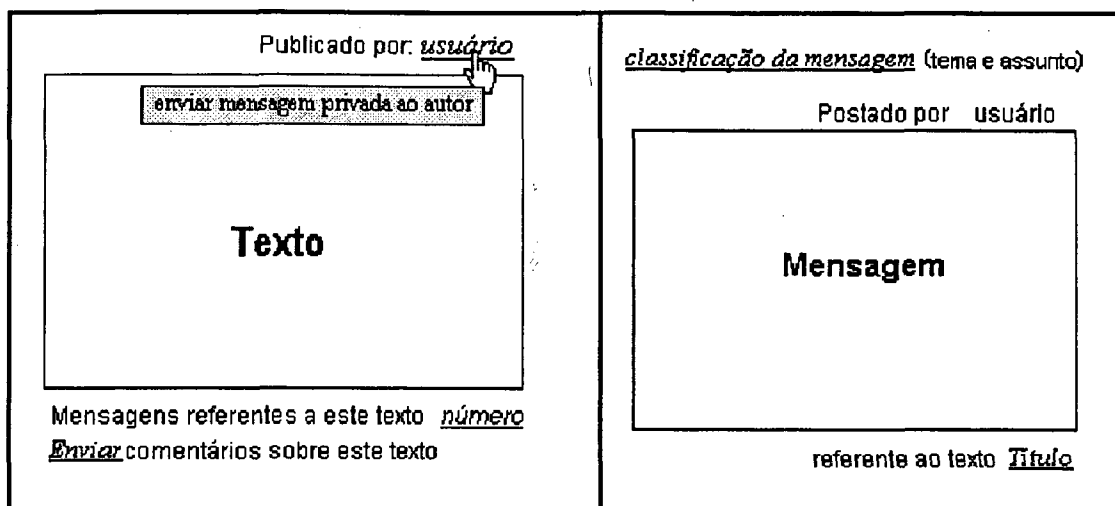 Publicado por: usuário
enviar mensagem privada ao autor
Texto
Mensagens referentes a este texto número
Enviar comentários sobre este texto
classificação da mensagem (tema e assunto)
Postado por usuário
Mensagem
referente ao texto Título